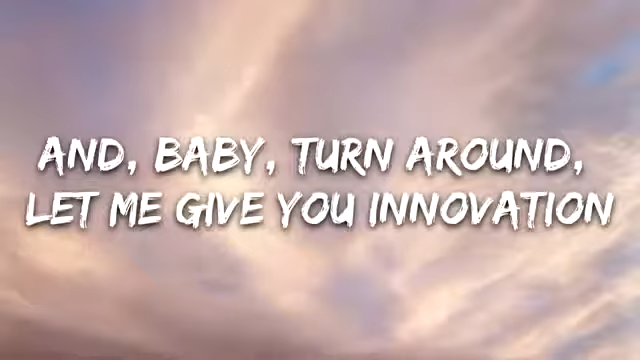 AND, BABY, TURN AROUND,
LET ME GIVE YOU INNOVATION